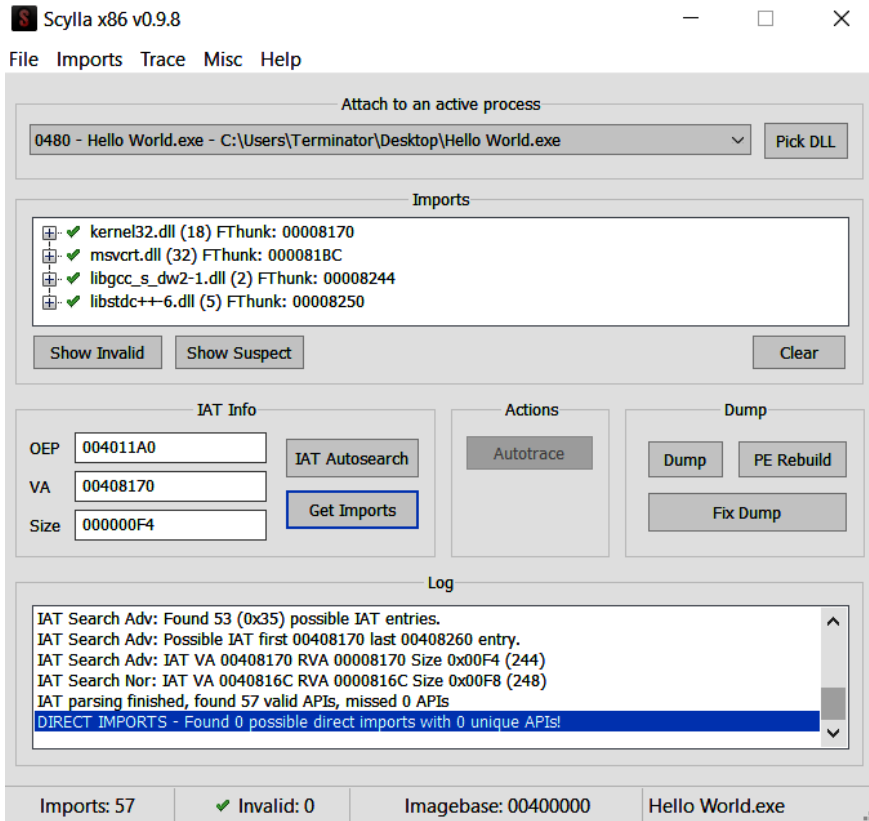 Scylla x86 v0.9.8
File Imports Trace Misc Help
Attach to an active process
0480 - Hello World.exe - C:\Users\Terminator\Desktop\Hello World.exe
Pick DLL
Imports
kernel32.dll (18) FThunk: 00008170
msvcrt.dll (32) FThunk: 000081BC
libgcc_s_dw2-1.dll (2) FThunk: 00008244
libstdc++-6.dll (5) FThunk: 00008250
Show Invalid Show Suspect Clear
IAT Info
OEP 004011A0
VA 00408170
Size 000000F4
IAT Autosearch
Get Imports
Actions
Autotrace
Dump
Dump PE Rebuild
Fix Dump
Log
IAT Search Adv: Found 53 (0x35) possible IAT entries.
IAT Search Adv: Possible IAT first 00408170 last 00408260 entry.
IAT Search Adv: IAT VA 00408170 RVA 00008170 Size 0x00F4 (244)
IAT Search Nor: IAT VA 0040816C RVA 0000816C Size 0x00F8 (248)
IAT parsing finished, found 57 valid APIs, missed 0 APIs
DIRECT IMPORTS - Found 0 possible direct imports with 0 unique APIs!
Imports: 57 Invalid: 0 Imagebase: 00400000 Hello World.exe